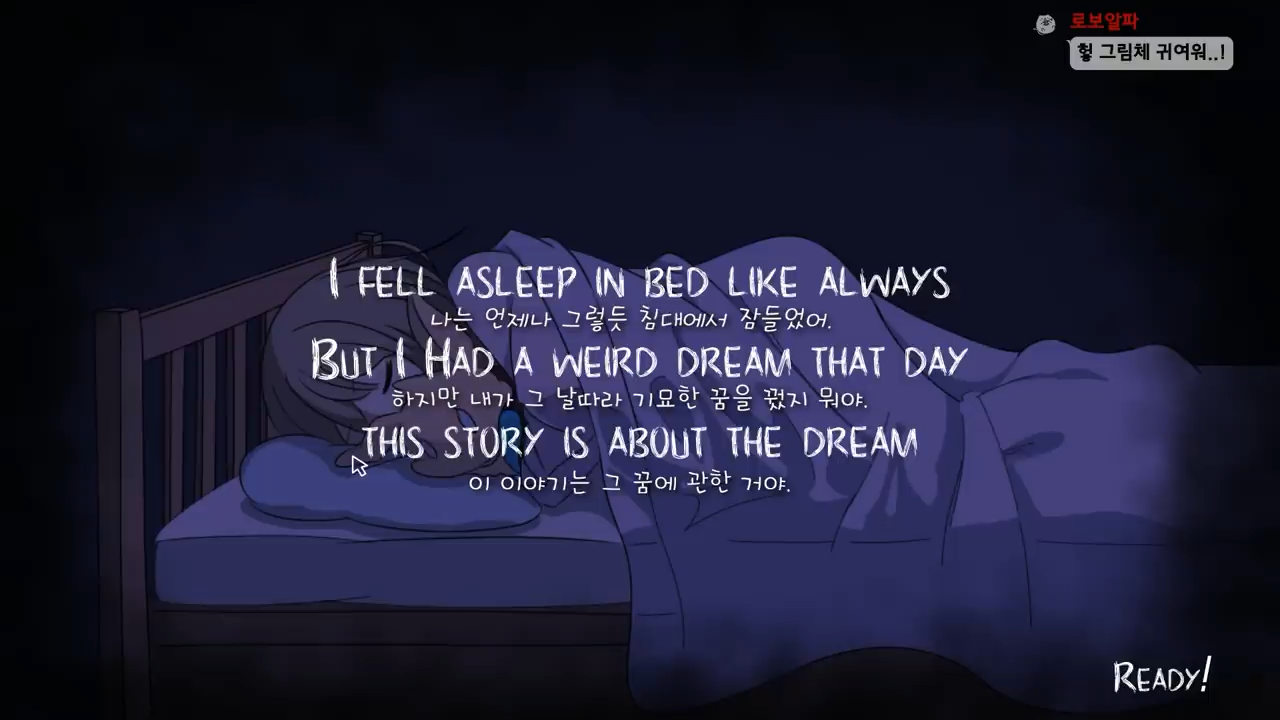 로보알파
헣 그림체 귀여워..!
I FELL ASLEEP IN BED LIKE ALWAYS
나는 언제나 그렇듯 침대에서 잠들었어.
BUT I HAD A WEIRD DREAM THAT DAY
하지만 내가 그 날따라 기묘한 꿈을 꿨지 뭐야.
THIS STORY IS ABOUT THE DREAM
이 이야기는 그 꿈에 관한 거야.
READY!